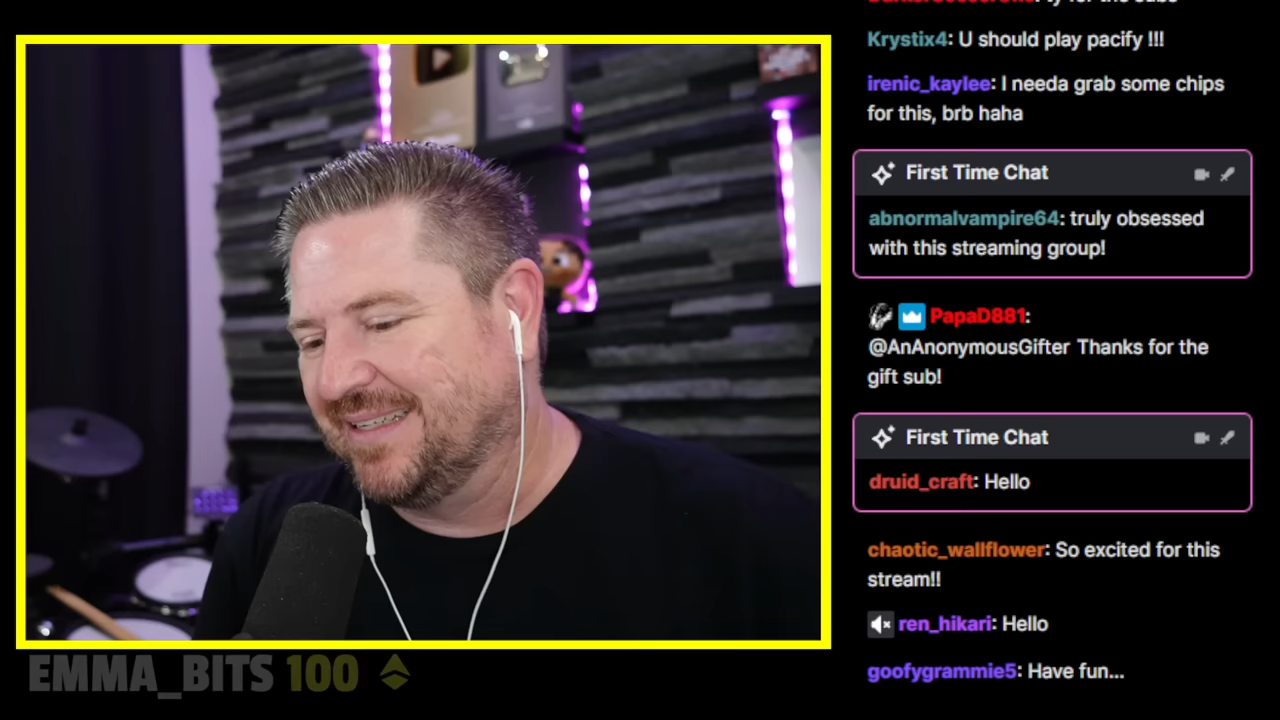 Krystix4: U should play pacify !!!
irenic_kaylee: I needa grab some chips
for this, brb haha
First Time Chat
abnormalvampire64: truly obsessed
with this streaming group!
PapaD881:
@AnAnonymousGifter Thanks for the
gift sub!
First Time Chat
druid_craft: Hello
chaotic_wallflower: So excited for this
stream!!
ren_hikari: Hello
goofygrammie5: Have fun...
EMMA_BITS 100